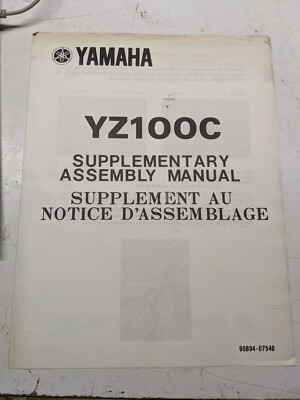 YAMAHA
YZ100C
SUPPLEMENTARY
ASSEMBLY MANUAL
SUPPLEMENT AU
NOTICE D'ASSEMBLAGE
90894-07548